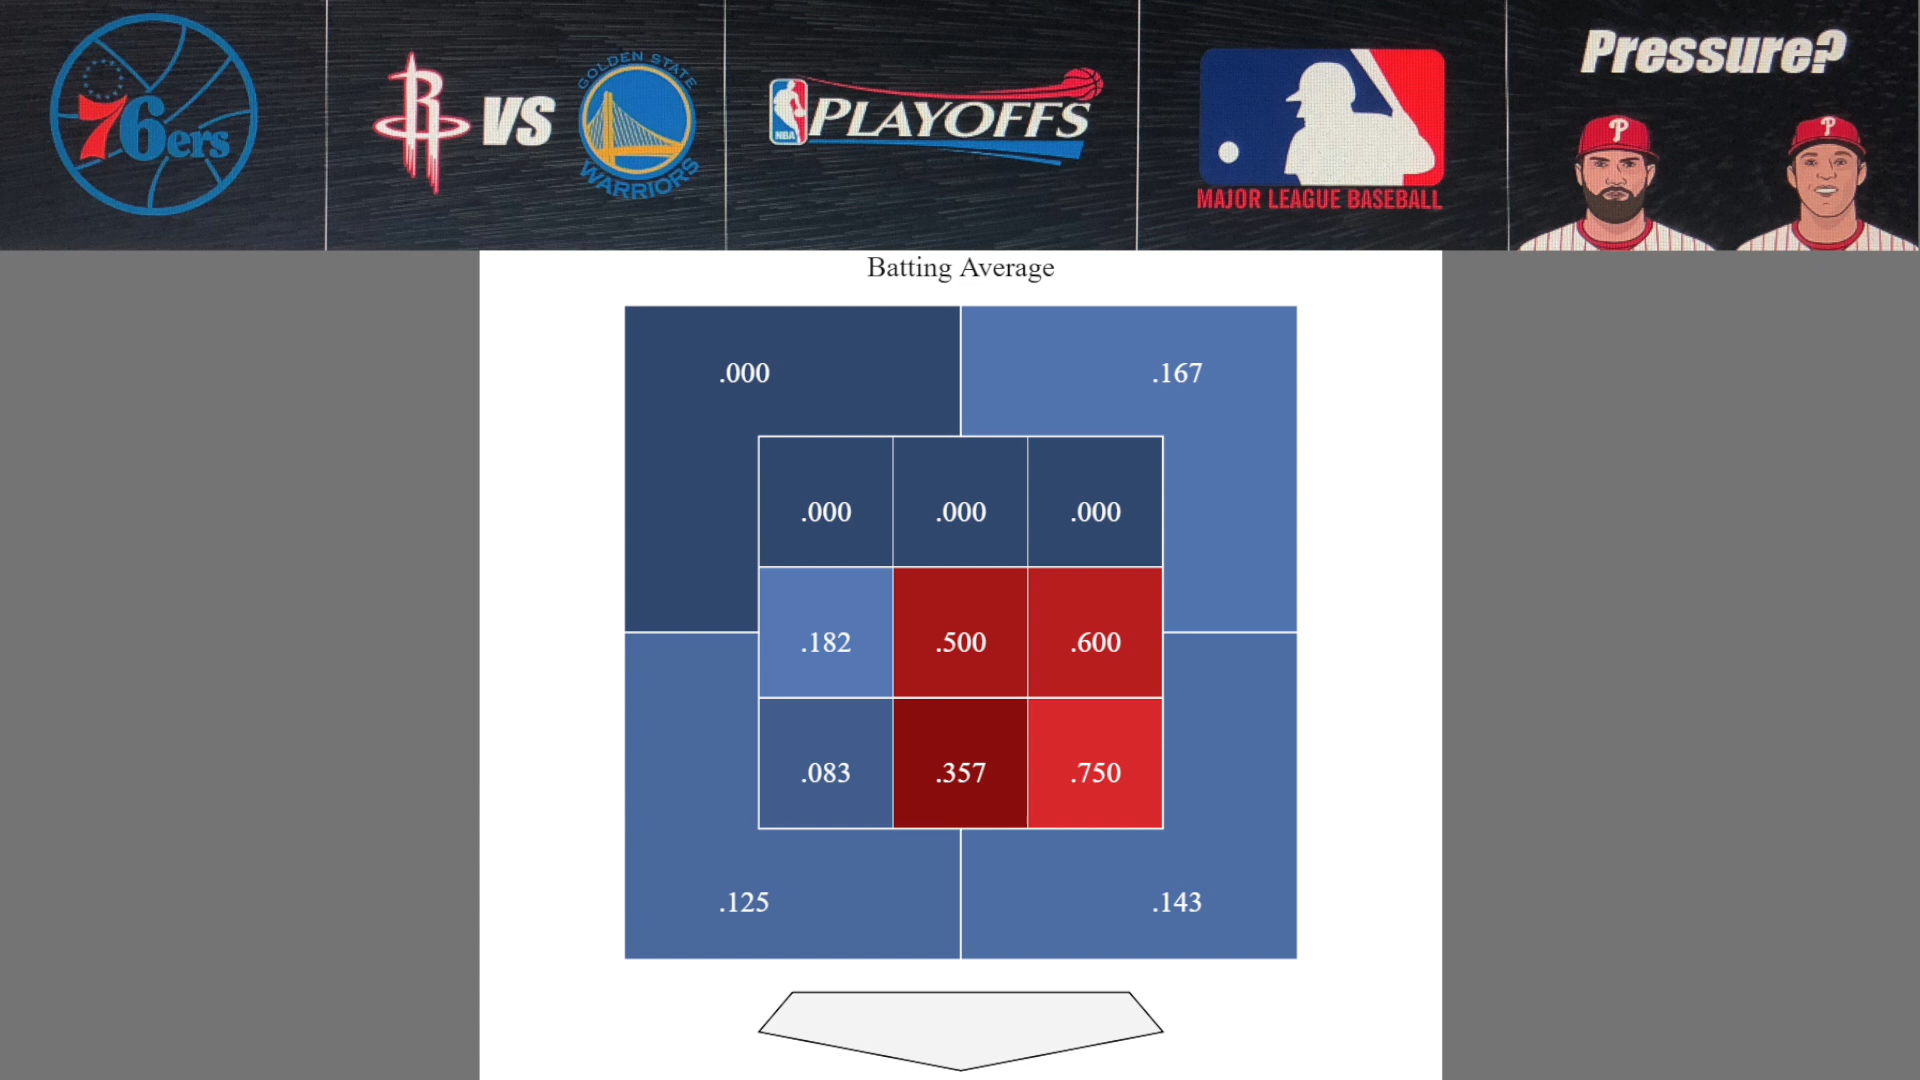 76ers
VS
GOLDEN STATE
WARRIORS
NBA
PLAYOFFS
MAJOR LEAGUE BASEBALL
Pressure?
P
P
Batting Average
.000
.167
.000 .000 .000
.182 .500 .600
.083 .357 .750
.125
.143